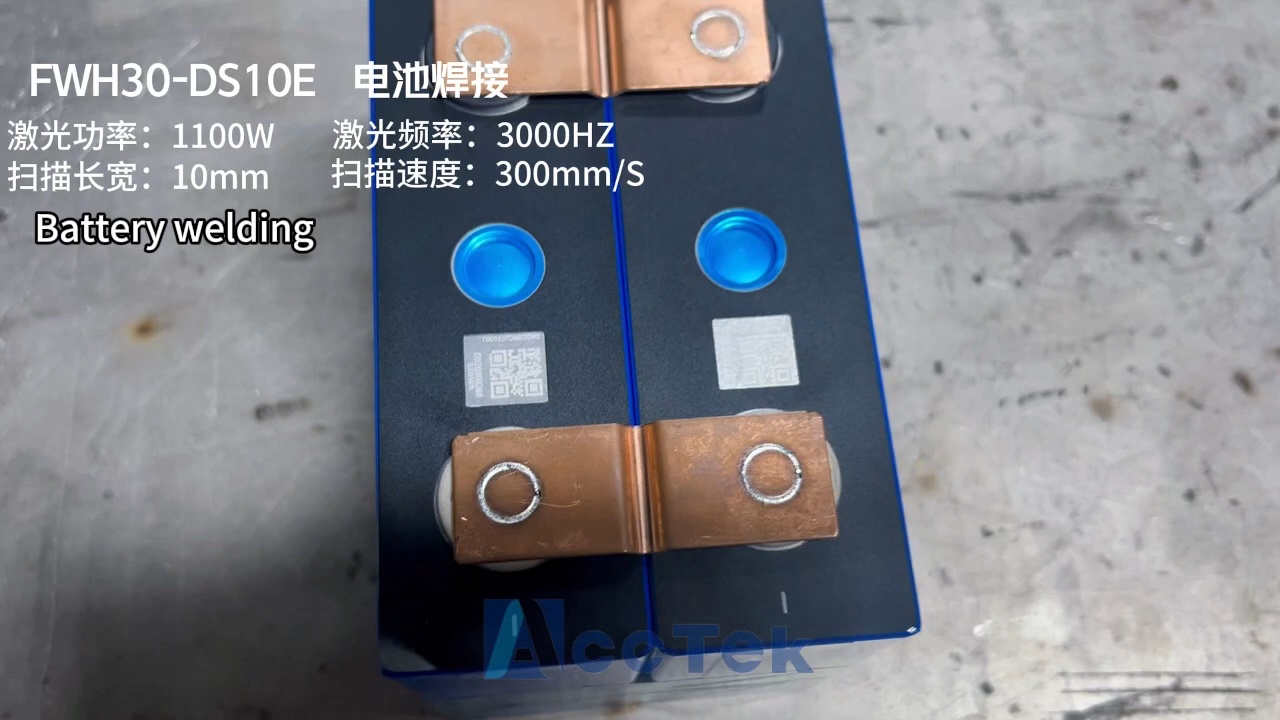 FWH30-DS10E 电池焊接
激光功率：1100W 激光频率：3000HZ
扫描长宽：10mm 扫描速度：300mm/S
Battery welding
AccTek